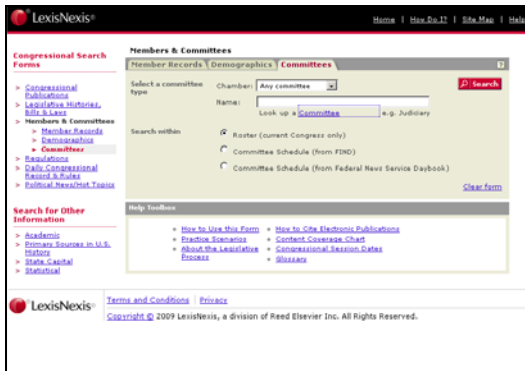 LexisNexis®
Home | How Do I? | Site Map | Help
Congressional Search Forms
> Congressional Publications
> Legislative Histories, Bills & Laws
> Members & Committees
> Member Records
> Demographics
> Committees
> Regulations
> Daily Congressional Record & Rules
> Political News/Hot Topics
Search for Other Information
> Academic
> Primary Sources in U.S. History
> State Capital
> Statistical
Members & Committees
Member Records
Demographics
Committees
?
Select a committee type
Chamber: Any committee
Search
Name:
Look up a Committee e.g. Judiciary
Search within
Roster (current Congress only)
Committee Schedule (from FIND)
Committee Schedule (from Federal News Service Daybook)
Clear form
Help Toolbox
How to Use this Form
Practice Scenarios
About the Legislative Process
How to Cite Electronic Publications
Content Coverage Chart
Congressional Session Dates
Glossary
LexisNexis®
Terms and Conditions | Privacy
Copyright © 2009 LexisNexis, a division of Reed Elsevier Inc. All Rights Reserved.